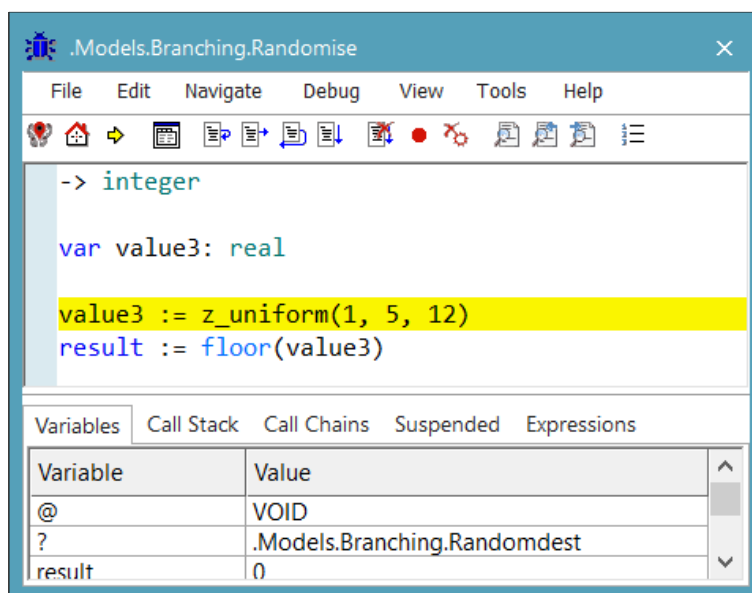 .Models.Branching.Randomise
File Edit Navigate Debug View Tools Help
-> integer
var value3: real
value3 := z_uniform(1, 5, 12)
result := floor(value3)
Variables Call Stack Call Chains Suspended Expressions
Variable Value
@ VOID
? .Models.Branching.Randomdest
result 0